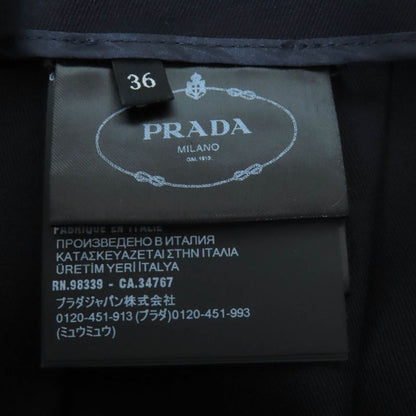 36
PRADA
MILANO
DAL 1913
FABRIQUÉ EN ITALIE
ПРОИЗВЕДЕНО В ИТАЛИЯ
ΚΑΤΑΣΚΕΥΑΖΕΤΑΙ ΣΤΗΝ ΙΤΑΛΙΑ
ÜRETİM YERİ İTALYA
RN.98339 - CA.34767
プラダジャパン株式会社
0120-451-913 (プラダ) 0120-451-993
(ミュウミュウ)